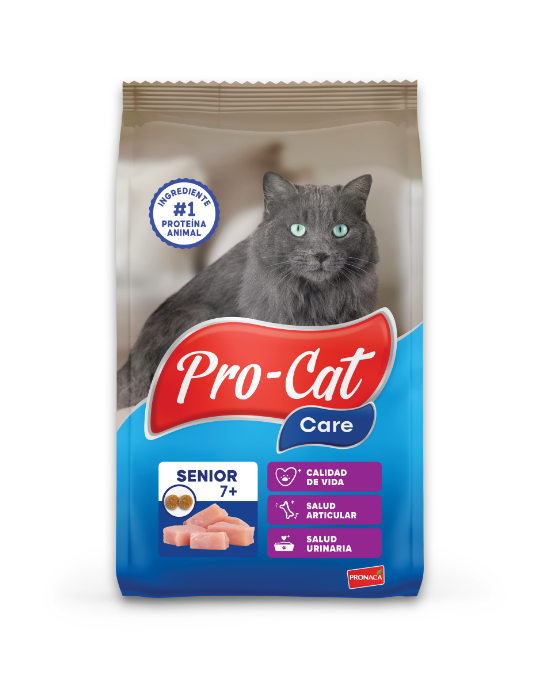 INGREDIENTE
#1
PROTEÍNA
ANIMAL
Pro-Cat
Care
SENIOR
7+
CALIDAD
DE VIDA
SALUD
ARTICULAR
SALUD
URINARIA
PRONACA